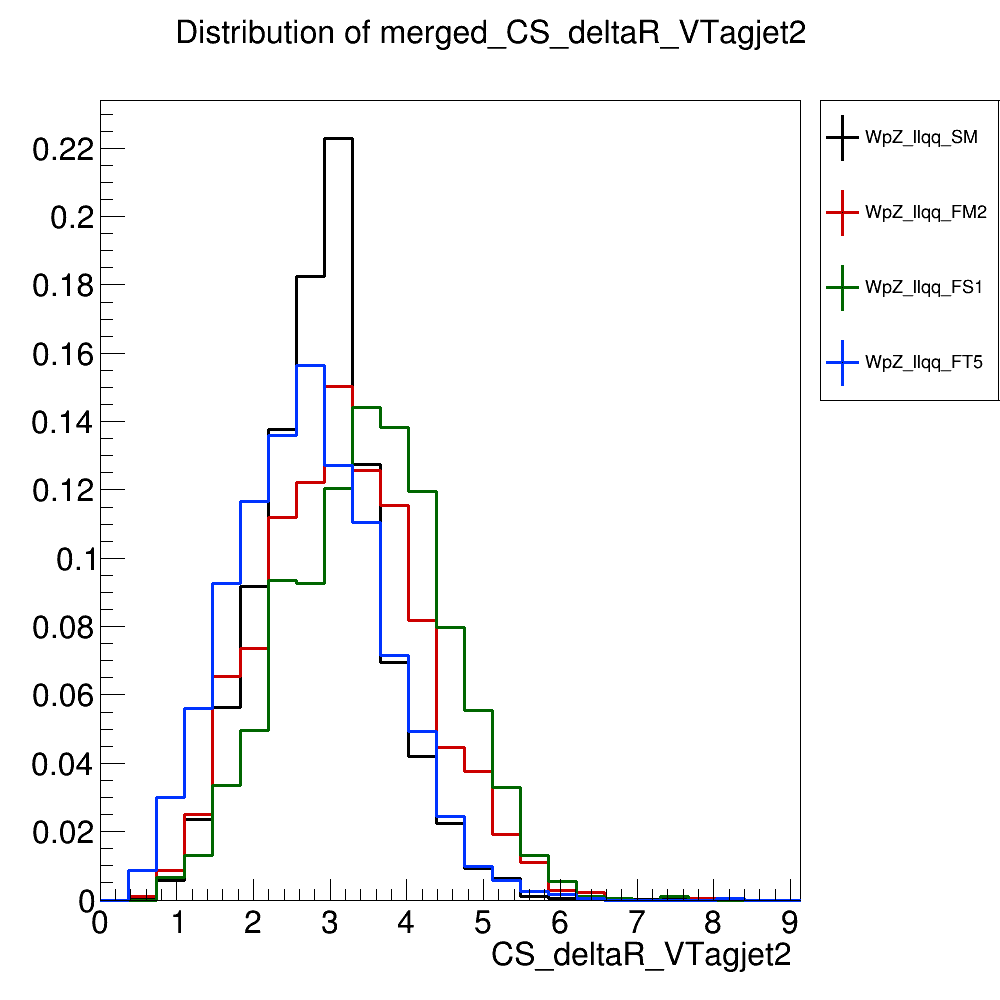 Distribution of merged_CS_deltaR_VTagjet2
WpZ_llqq_SM
WpZ_llqq_FM2
WpZ_llqq_FS1
WpZ_llqq_FT5
0.22
0.2
0.18
0.16
0.14
0.12
0.1
0.08
0.06
0.04
0.02
0
0 1 2 3 4 5 6 7 8 9
CS_deltaR_VTagjet2